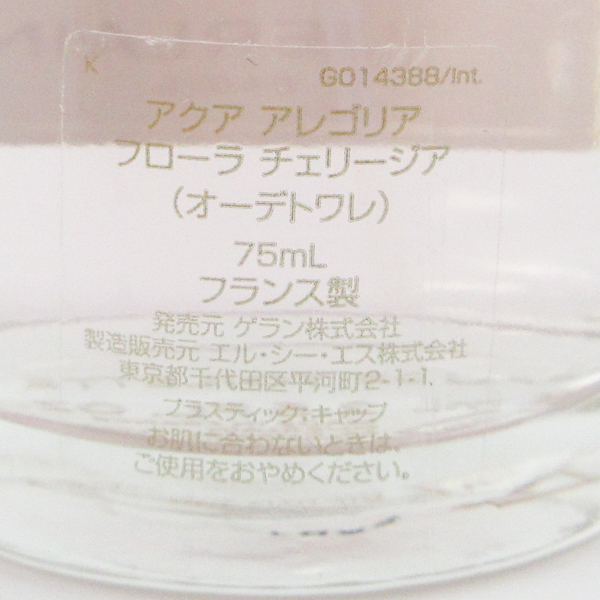 K
G014388/Int.
アクア アレゴリア
フローラ チェリージア
(オーデトワレ)
75mL
フランス製
発売元 ゲラン株式会社
製造販売元 エル・シー・エス株式会社
東京都千代田区平河町2-1-1.
プラスティック:キャップ
お肌に合わないときは、
ご使用をおやめください。